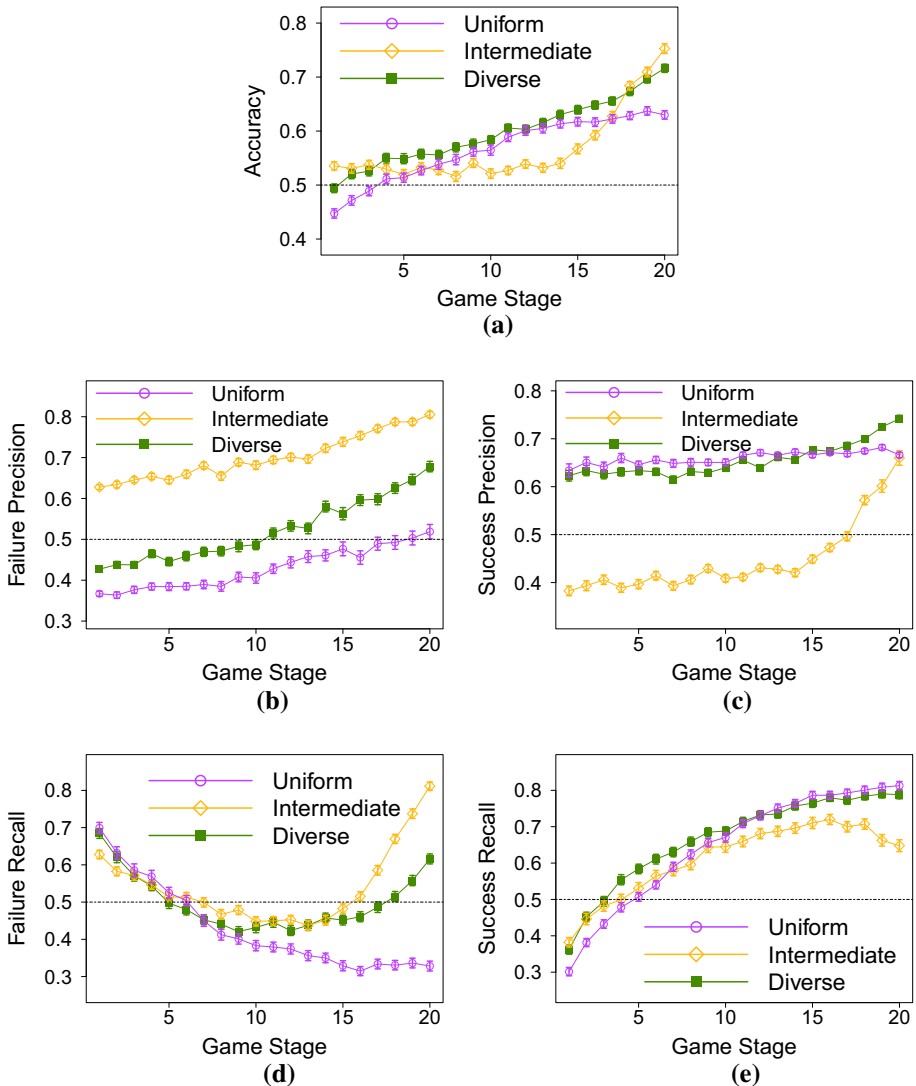 0.8
Uniform
Intermediate
0.7
Diverse
Accuracy
0.6
0.5
0.4
5 10 15 20
Game Stage
(a)
Uniform
0.8
Intermediate
Diverse
0.7
Failure Precision
0.6
0.5
0.4
0.3
5 10 15 20
Game Stage
(b)
0.8
Uniform
Intermediate
0.7
Diverse
Success Precision
0.6
0.5
0.4
5 10 15 20
Game Stage
(c)
0.8
Uniform
Intermediate
0.7
Diverse
Failure Recall
0.6
0.5
0.4
0.3
5 10 15 20
Game Stage
(d)
0.8
0.7
Success Recall
0.6
0.5
Uniform
0.4
Intermediate
0.3
Diverse
5 10 15 20
Game Stage
(e)